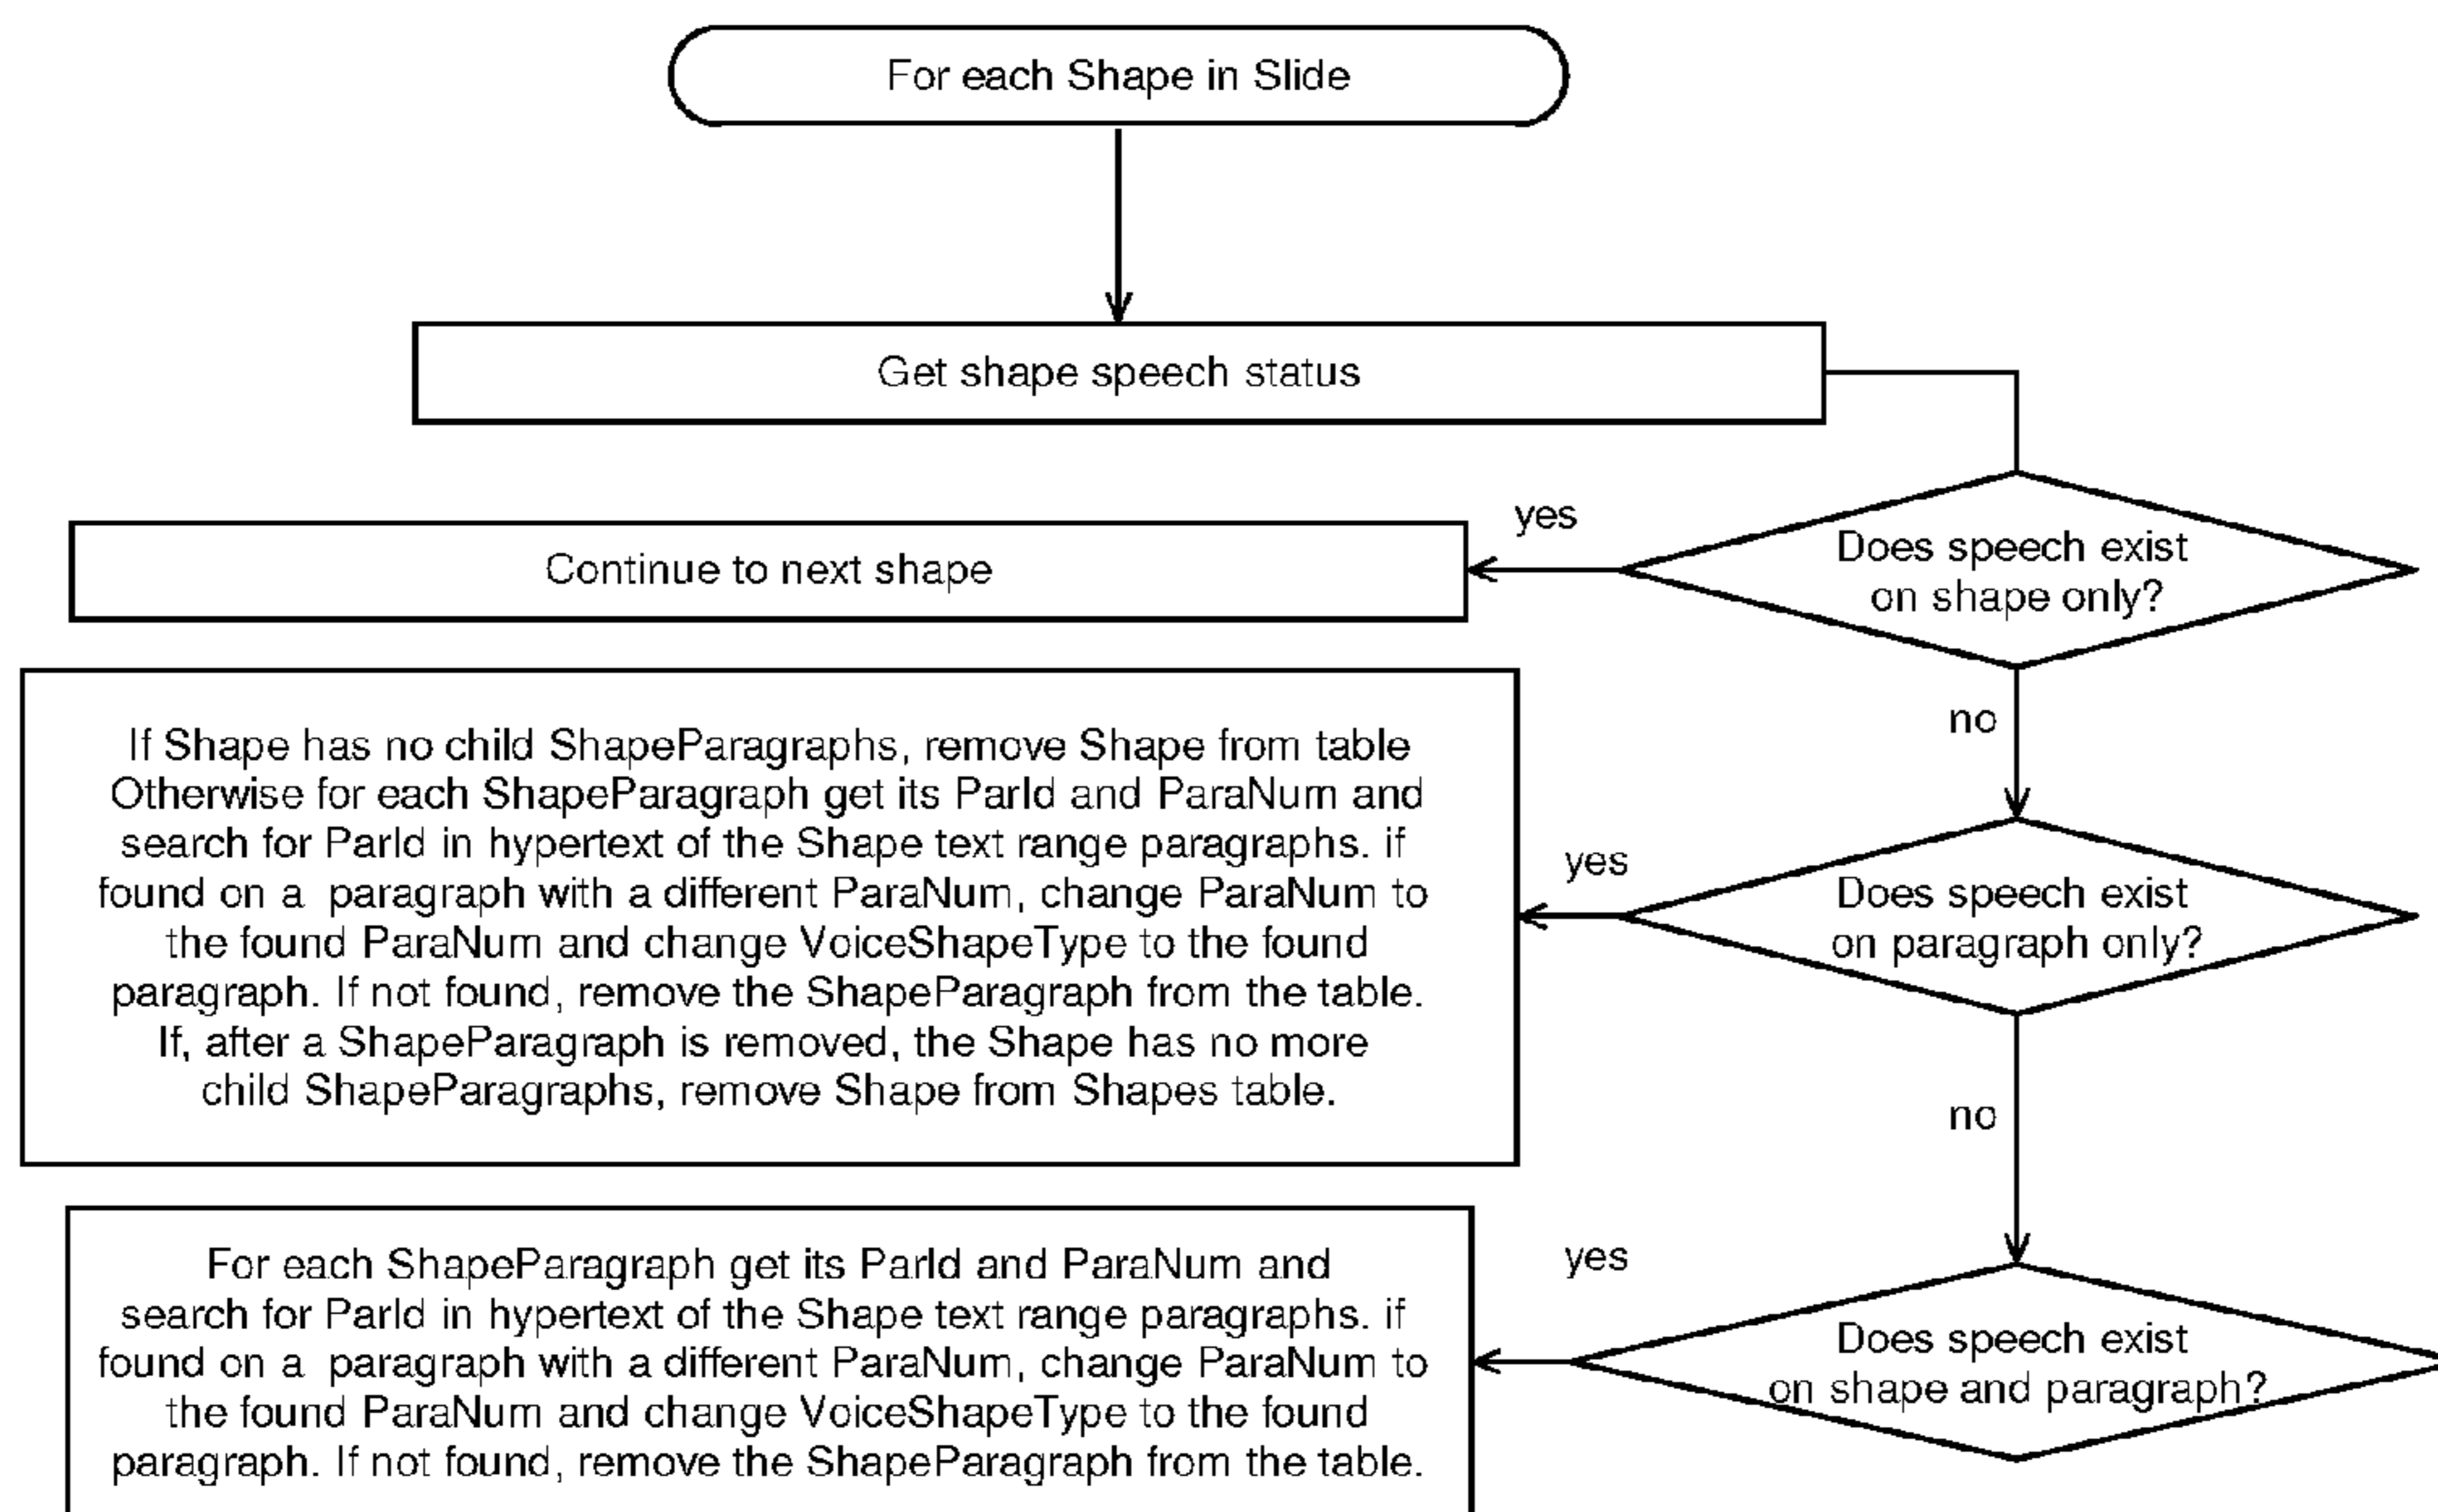 For each Shape in Slide
Get shape speech status
Does speech exist
on shape only?
yes
Continue to next shape
no
Does speech exist
on paragraph only?
yes
If Shape has no child ShapeParagraphs, remove Shape from table
Otherwise for each ShapeParagraph get its ParId and ParaNum and
search for ParId in hypertext of the Shape text range paragraphs. if
found on a  paragraph with a different ParaNum, change ParaNum to
the found ParaNum and change VoiceShapeType to the found
paragraph. If not found, remove the ShapeParagraph from the table.
If, after a ShapeParagraph is removed, the Shape has no more
child ShapeParagraphs, remove Shape from Shapes table.
no
Does speech exist
on shape and paragraph?
yes
For each ShapeParagraph get its ParId and ParaNum and
search for ParId in hypertext of the Shape text range paragraphs. if
found on a  paragraph with a different ParaNum, change ParaNum to
the found ParaNum and change VoiceShapeType to the found
paragraph. If not found, remove the ShapeParagraph from the table.